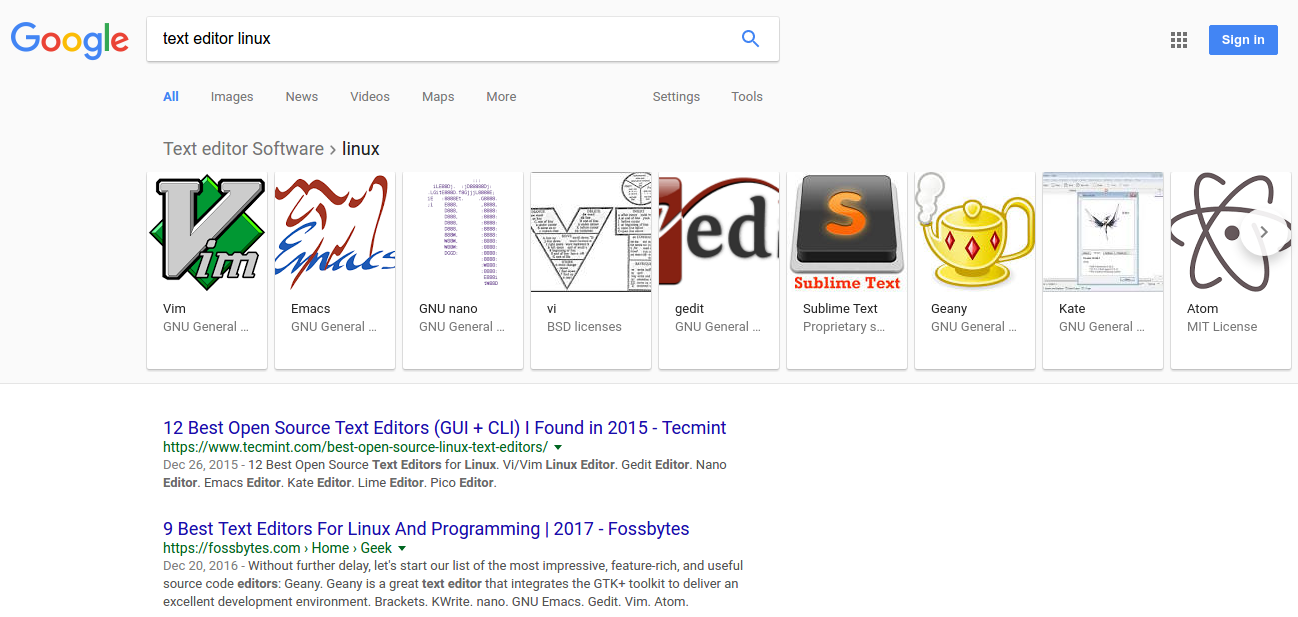 Google
text editor linux
Sign in
All Images News Videos Maps More Settings Tools
Text editor Software › linux
Vim
Emacs
vedi
S
Sublime Text
Vim Emacs GNU nano vi gedit Sublime Text Geany Kate Atom
GNU General ... GNU General ... GNU General ... BSD licenses GNU General ... Proprietary s... GNU General ... GNU General ... MIT License
12 Best Open Source Text Editors (GUI + CLI) I Found in 2015 - Tecmint
https://www.tecmint.com/best-open-source-linux-text-editors/
Dec 26, 2015 - 12 Best Open Source Text Editors for Linux. Vi/Vim Linux Editor. Gedit Editor. Nano
Editor. Emacs Editor. Kate Editor. Lime Editor. Pico Editor.
9 Best Text Editors For Linux And Programming | 2017 - Fossbytes
https://fossbytes.com › Home › Geek
Dec 20, 2016 - Without further delay, let's start our list of the most impressive, feature-rich, and useful
source code editors: Geany. Geany is a great text editor that integrates the GTK+ toolkit to deliver an
excellent development environment. Brackets. KWrite. nano. GNU Emacs. Gedit. Vim. Atom.